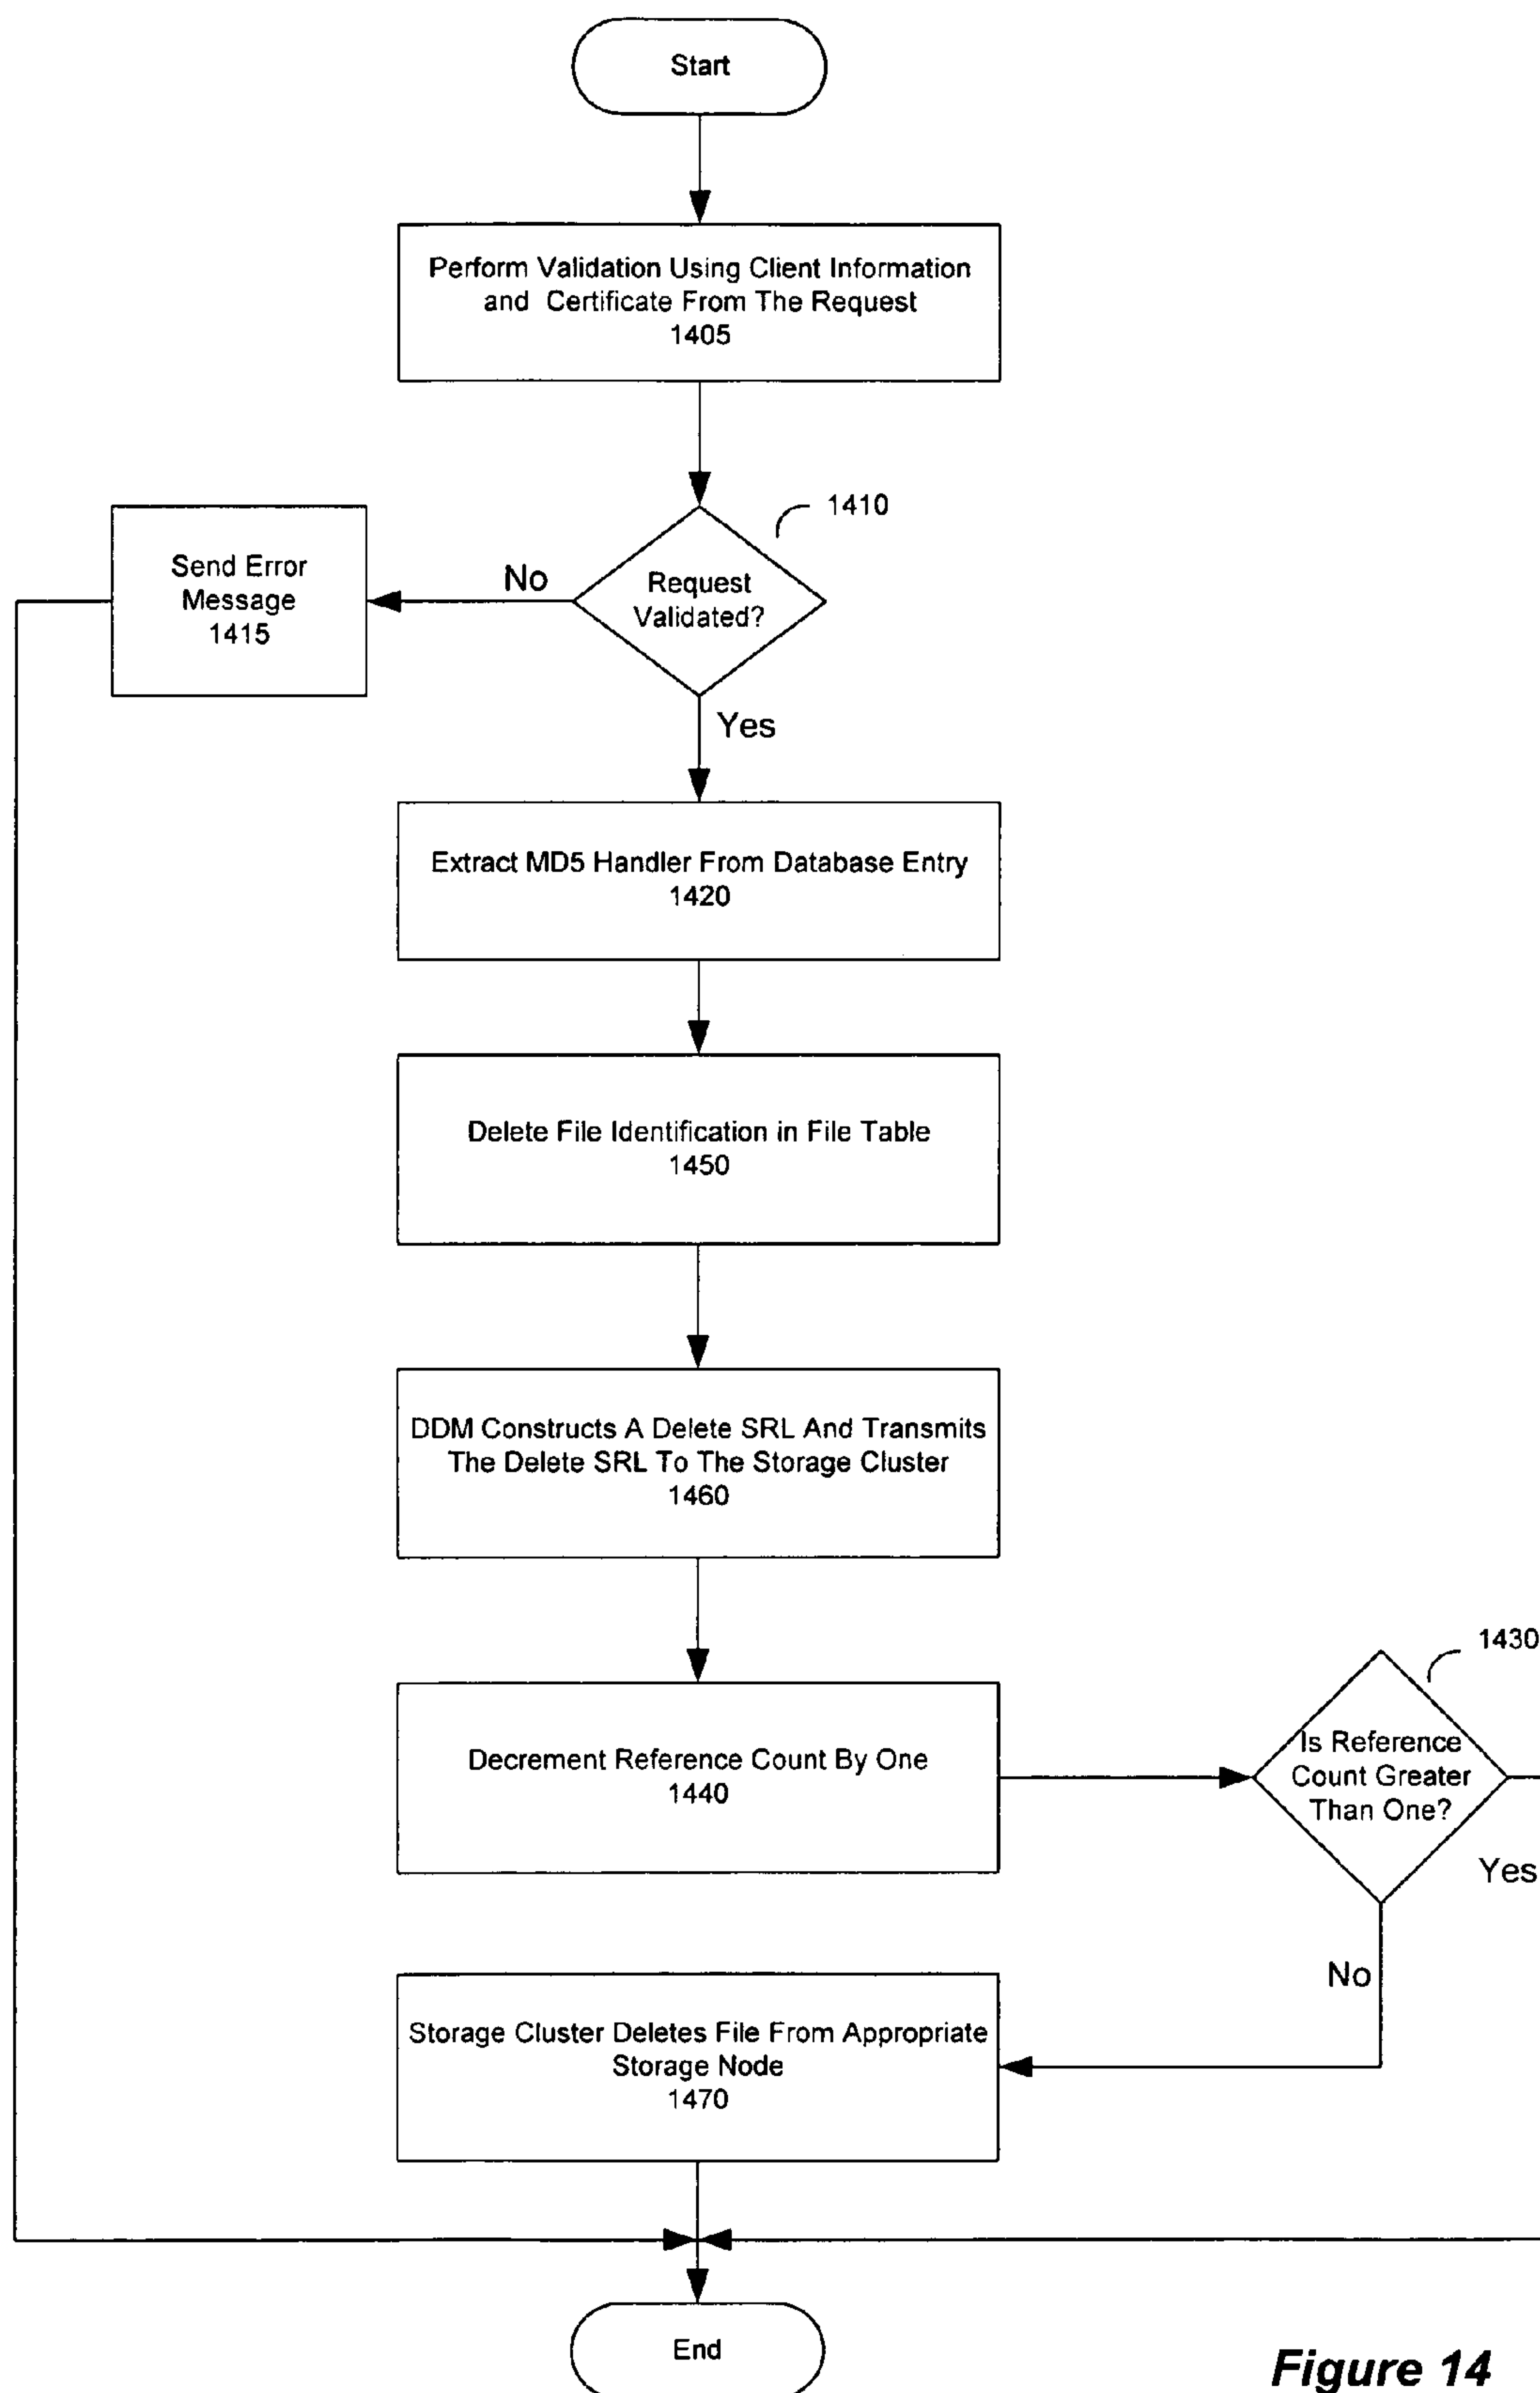 Start
Perform Validation Using Client Information
and Certificate From The Request
1405
1410
Request
Validated?
No
Send Error
Message
1415
Yes
Extract MD5 Handler From Database Entry
1420
Delete File Identification in File Table
1450
DDM Constructs A Delete SRL And Transmits
The Delete SRL To The Storage Cluster
1460
Decrement Reference Count By One
1440
1430
Is Reference
Count Greater
Than One?
Yes
No
Storage Cluster Deletes File From Appropriate
Storage Node
1470
End
Figure 14